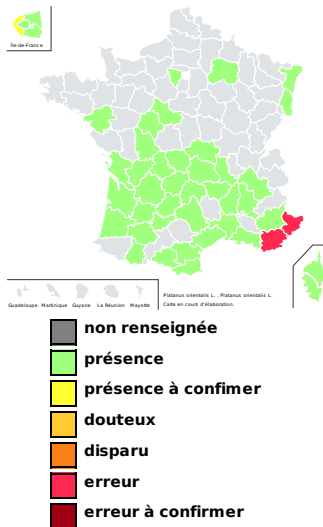 Île-de-France
Guadeloupe Martinique Guyane La Réunion Mayotte
Platanus orientalis L. , Platanus orientalis L.
Carte en cours d'élaboration.
non renseignée
présence
présence à confimer
douteux
disparu
erreur
erreur à confirmer